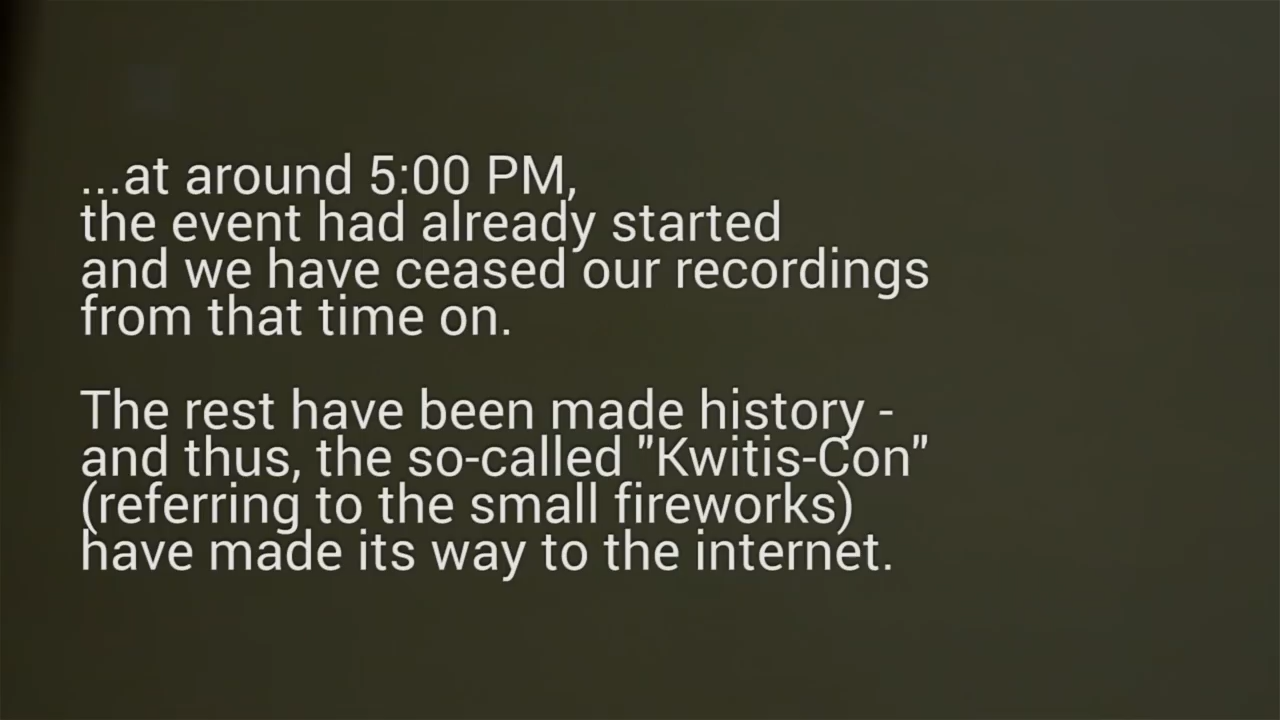 ...at around 5:00 PM,
the event had already started
and we have ceased our recordings
from that time on.
The rest have been made history -
and thus, the so-called "Kwitis-Con"
(referring to the small fireworks)
have made its way to the internet.